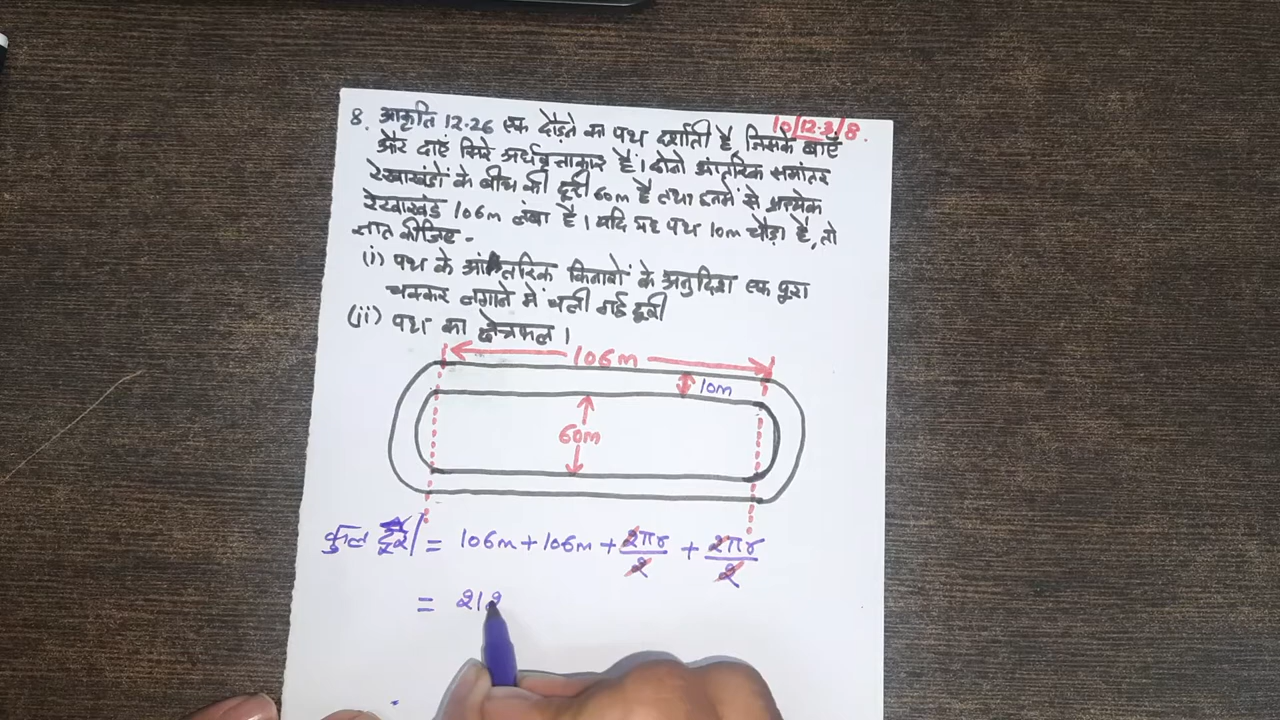 10/12.3/8.
8. आकृति 12.26 एक दौड़ने का पथ दर्शाती है, जिसके बाएँ
और दाएं सिरे अर्धवृत्ताकार हैं। दोनों आंतरिक समांतर
रेखाखंडों के बीच की दूरी 60m है तथा इनमें से प्रत्येक
रेखाखंड 106m लंबा है। यदि यह पथ 10m चौड़ा है, तो
ज्ञात कीजिए -
(i) पथ के आंतरिक किनारों के अनुदिश एक पूरा
चक्कर लगाने में चली गई दूरी
(ii) पथ का क्षेत्रफल।
106m
10m
60m
कुल दूरी = 106m + 106m + 2πr/2 + 2πr/2
= 212